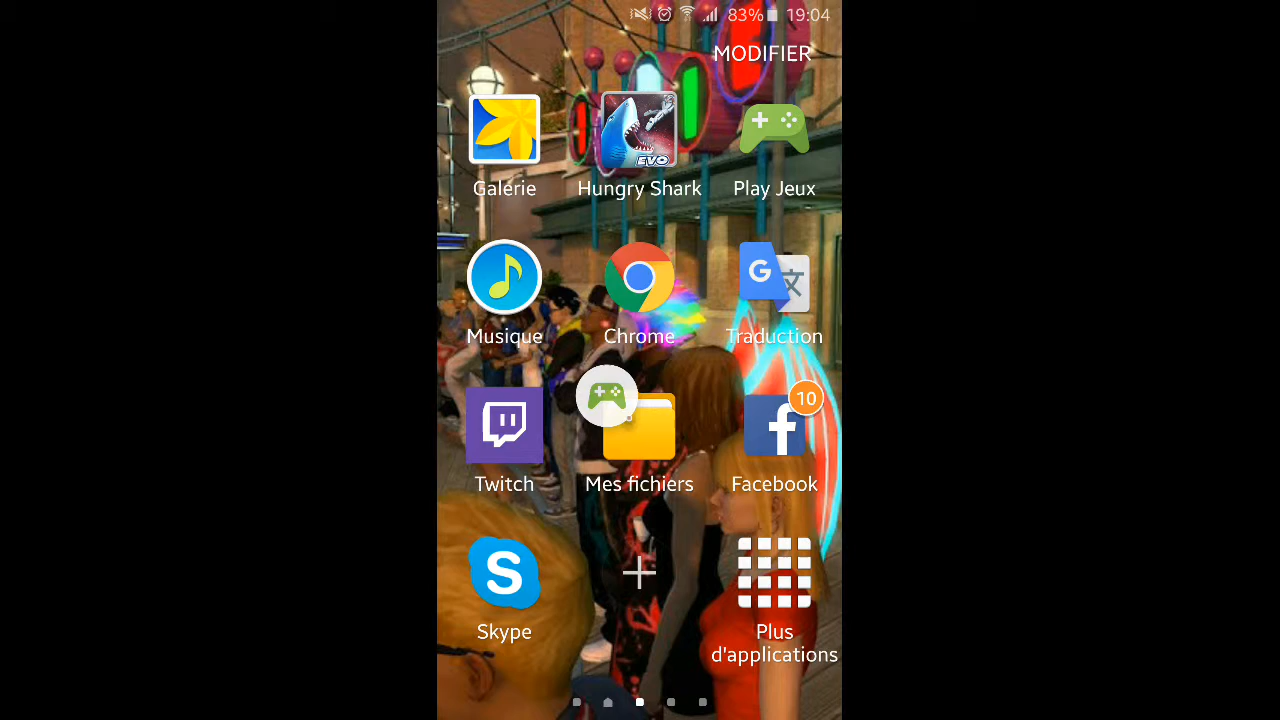 83% 19:04
MODIFIER
EVO
Galerie
Hungry Shark
Play Jeux
G
Musique
Chrome
Traduction
10
f
Twitch
Mes fichiers
Facebook
S
Skype
Plus
d'applications